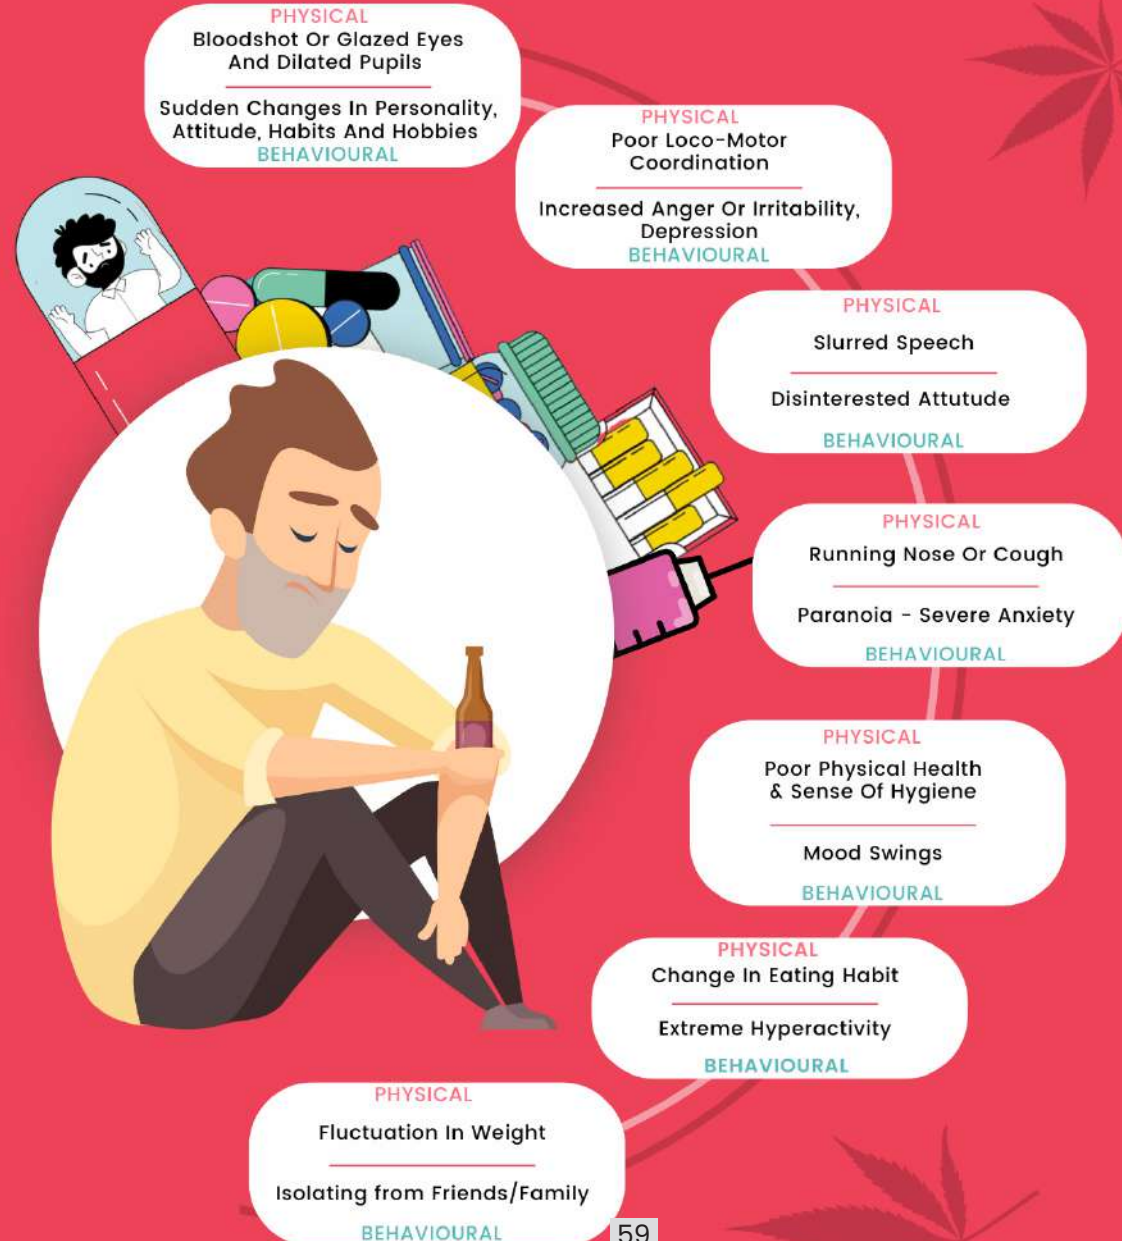 PHYSICAL
Bloodshot Or Glazed Eyes
And Dilated Pupils
Sudden Changes In Personality,
Attitude, Habits And Hobbies
BEHAVIOURAL
PHYSICAL
Poor Loco-Motor
Coordination
Increased Anger Or Irritability,
Depression
BEHAVIOURAL
PHYSICAL
Slurred Speech
Disinterested Attutude
BEHAVIOURAL
PHYSICAL
Running Nose Or Cough
Paranoia - Severe Anxiety
BEHAVIOURAL
PHYSICAL
Poor Physical Health
& Sense Of Hygiene
Mood Swings
BEHAVIOURAL
PHYSICAL
Change In Eating Habit
Extreme Hyperactivity
BEHAVIOURAL
PHYSICAL
Fluctuation In Weight
Isolating from Friends/Family
BEHAVIOURAL
59